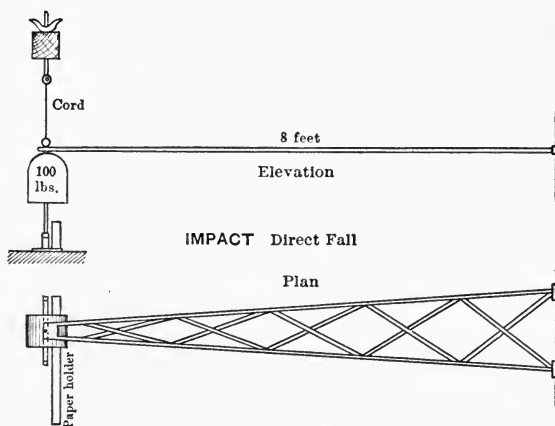 Cord
8 feet
100
lbs.
Elevation
IMPACT Direct Fall
Plan
Paper holder